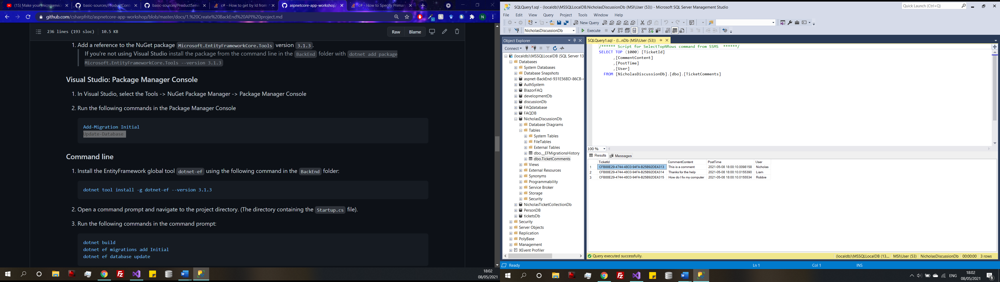 (15) Make your microservice
basic-sources/ProductContr
basic-sources/ProductServic
c# - How to get by Id from
aspnetcore-app-workshop/
c# - How to Specify Primary
github.com/csharpfritz/aspnetcore-app-workshop/blob/master/docs/1.%20Create%20BackEnd%20API%20project.md
N
236 lines (193 sloc) 10.5 KB
Raw Blame
1. Add a reference to the NuGet package Microsoft.EntityFrameworkCore.Tools version 3.1.3.
If you're not using Visual Studio install the package from the command line in the BackEnd folder with dotnet add package
Microsoft.EntityFrameworkCore.Tools --version 3.1.3
Visual Studio: Package Manager Console
1. In Visual Studio, select the Tools -> NuGet Package Manager -> Package Manager Console
2. Run the following commands in the Package Manager Console
Add-Migration Initial
Update-Database
Command line
1. Install the EntityFramework global tool dotnet-ef using the following command in the BackEnd folder:
dotnet tool install -g dotnet-ef --version 3.1.3
2. Open a command prompt and navigate to the project directory. (The directory containing the Startup.cs file).
3. Run the following commands in the command prompt:
dotnet build
dotnet ef migrations add Initial
dotnet ef database update
18:02
08/05/2021
SQLQuery1.sql - (localdb)\MSSQLLocalDB.NicholasDiscussionDb (MSI\User (53)) - Microsoft SQL Server Management Studio
Quick Launch (Ctrl+Q)
File Edit View Query Project Tools Window Help
New Query
NicholasDiscussionDb
Execute
Object Explorer
Connect
(localdb)\MSSQLLocalDB (SQL Server 13
Databases
System Databases
Database Snapshots
aspnet-BackEnd-931E56BD-86CB-4
AuthSystem
BlazorFAQ
developmentDb
discussionDb
FAQdatabase
FAQDB
NicholasDiscussionDb
Database Diagrams
Tables
System Tables
FileTables
External Tables
dbo.__EFMigrationsHistory
dbo.TicketComments
Views
External Resources
Synonyms
Programmability
Service Broker
Storage
Security
NicholasTicketCollectionDb
PersonDB
ticketsDb
Security
Server Objects
Replication
PolyBase
Management
XEvent Profiler
SQLQuery1.sql - (l...nDb (MSI\User (53))
/****** Script for SelectTopNRows command from SSMS ******/
SELECT TOP (1000) [TicketId]
,[CommentContent]
,[PostTime]
,[User]
FROM [NicholasDiscussionDb].[dbo].[TicketComments]
100 %
Results Messages
TicketId CommentContent PostTime User
1 CFB88E29-4744-48C0-94FA-B25B92DEA313 This is a comment 2021-05-08 18:00:10.0098158 Nicholas
2 CFB88E29-4744-48C0-94FA-B25B92DEA314 Thanks for the help 2021-05-08 18:00:10.0155390 Liam
3 CFB88E29-4744-48C0-94FA-B25B92DEA315 How do I fix my computer 2021-05-08 18:00:10.0155534 Robbie
Query executed successfully.
(localdb)\MSSQLLocalDB (13.... MSI\User (53) NicholasDiscussionDb 00:00:00 3 rows
Ready Ln 1 Col 1 INS
ENG
18:02
08/05/2021
8